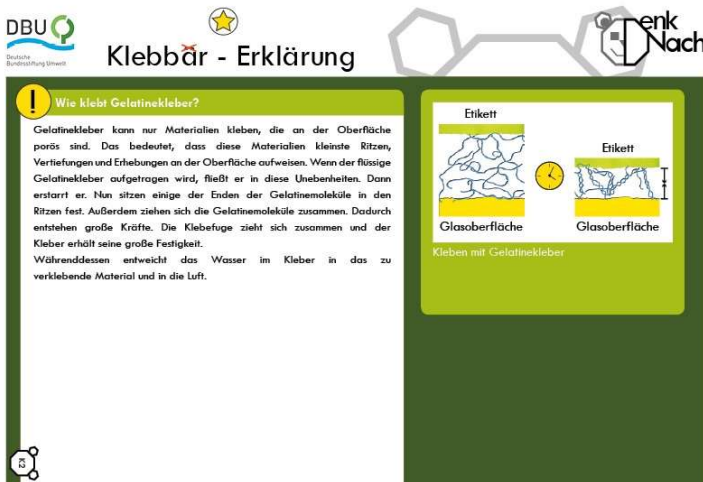 DBU
Deutsche
Bundesstiftung Umwelt
Klebbär - Erklärung
Denk
Nach
Wie klebt Gelatinekleber?
Gelatinekleber kann nur Materialien kleben, die an der Oberfläche
porös sind. Das bedeutet, dass diese Materialien kleinste Ritzen,
Vertiefungen und Erhebungen an der Oberfläche aufweisen. Wenn der flüssige
Gelatinekleber aufgetragen wird, fließt er in diese Unebenheiten. Dann
erstarrt er. Nun sitzen einige der Enden der Gelatinemoleküle in den
Ritzen fest. Außerdem ziehen sich die Gelatinemoleküle zusammen. Dadurch
entstehen große Kräfte. Die Klebefuge zieht sich zusammen und der
Kleber erhält seine große Festigkeit.
Währenddessen entweicht das Wasser im Kleber in das zu
verklebende Material und in die Luft.
Etikett
Etikett
Glasoberfläche
Glasoberfläche
Kleben mit Gelatinekleber
K2